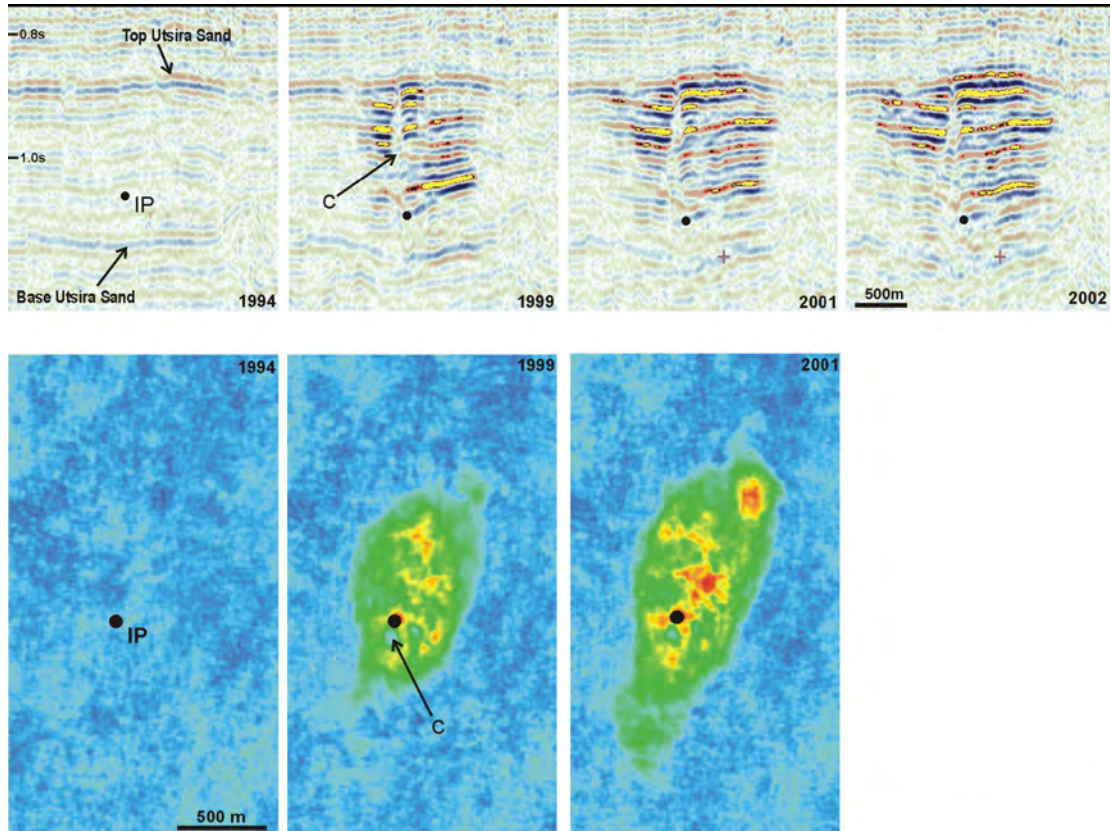 0.8s
Top Utsira Sand
1.0s
C
IP
Base Utsira Sand
1994
1999
2001
500m
2002
1994
1999
2001
IP
C
500 m